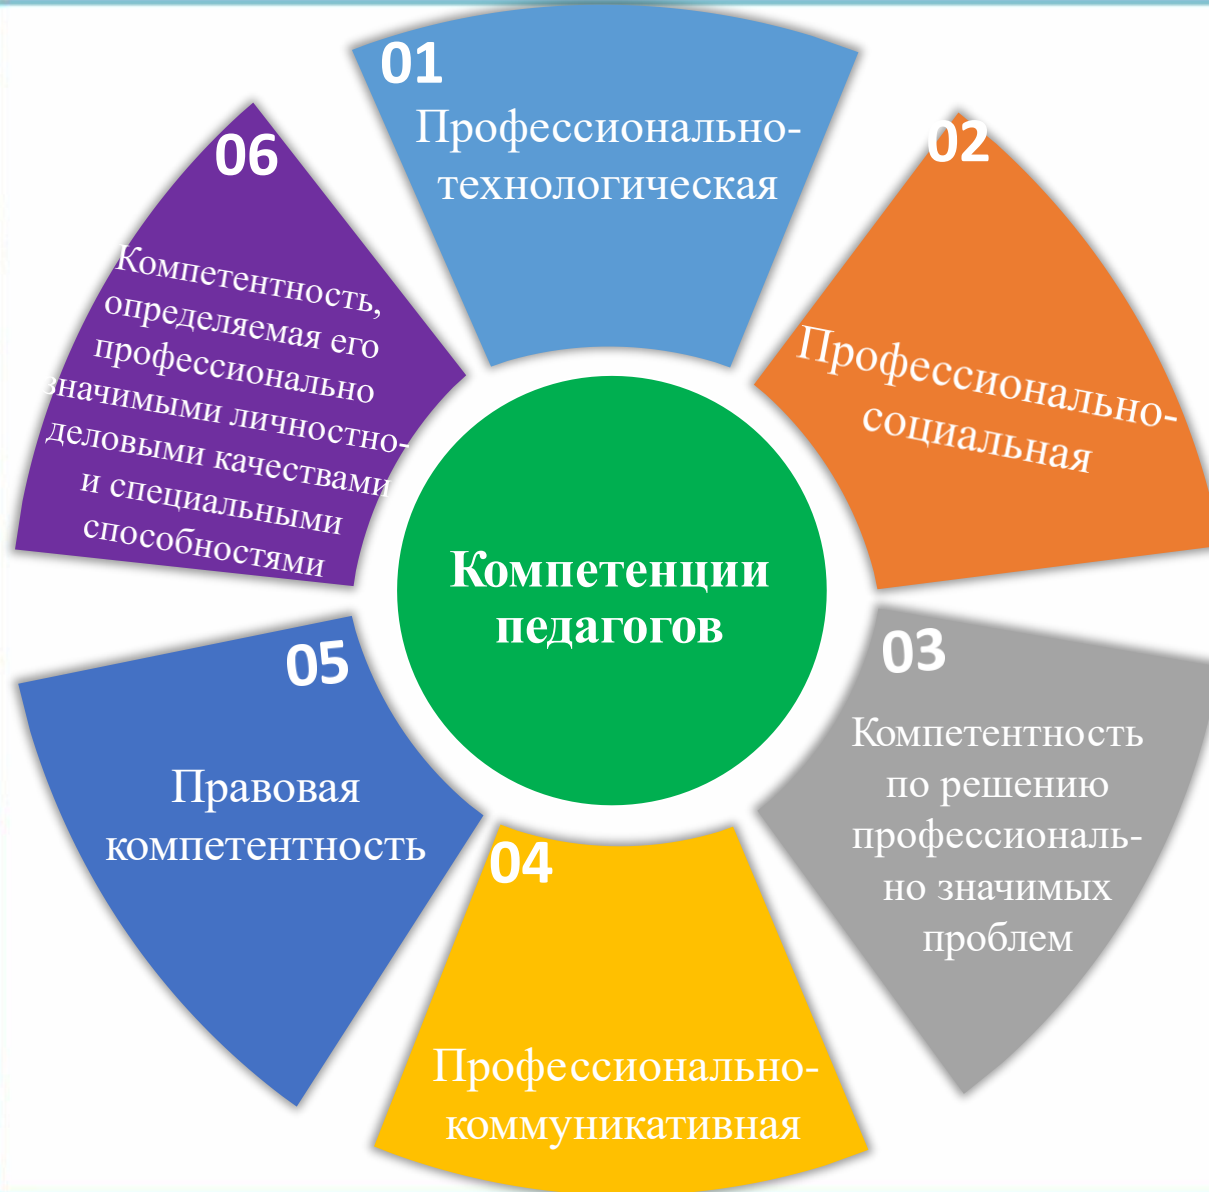 01
Профессионально-
технологическая
02
Профессионально-
социальная
03
Компетентность
по решению
профессиональ-
но значимых
проблем
04
Профессионально-
коммуникативная
05
Правовая
компетентность
06
Компетентность,
определяемая его
профессионально
значимыми личностно-
деловыми качествами
и специальными
способностями
Компетенции
педагогов